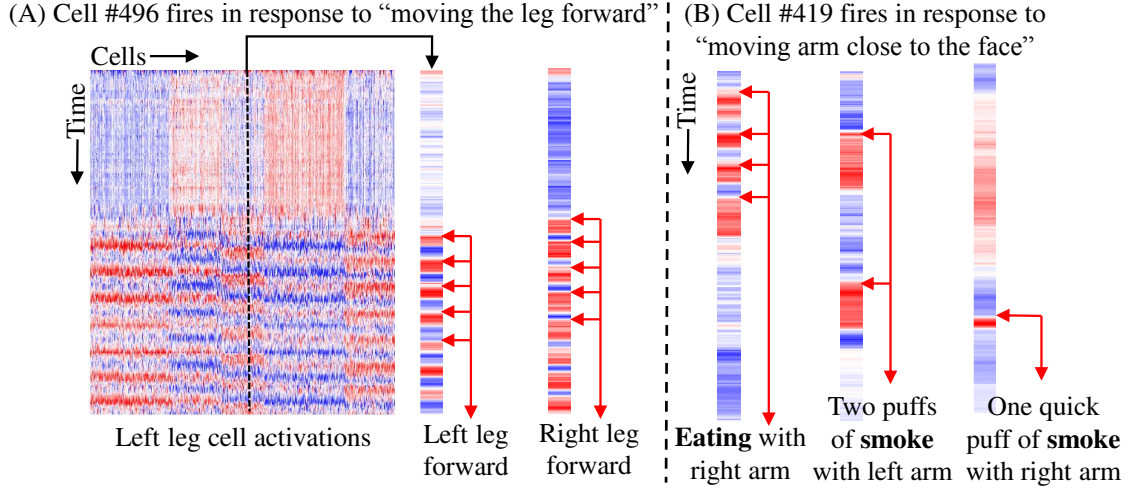 (A) Cell #496 fires in response to “moving the leg forward”
Cells
Time
Left leg cell activations
Left leg
forward
Right leg
forward
(B) Cell #419 fires in response to
“moving arm close to the face”
Time
Eating with
right arm
Two puffs
of smoke
with left arm
One quick
puff of smoke
with right arm